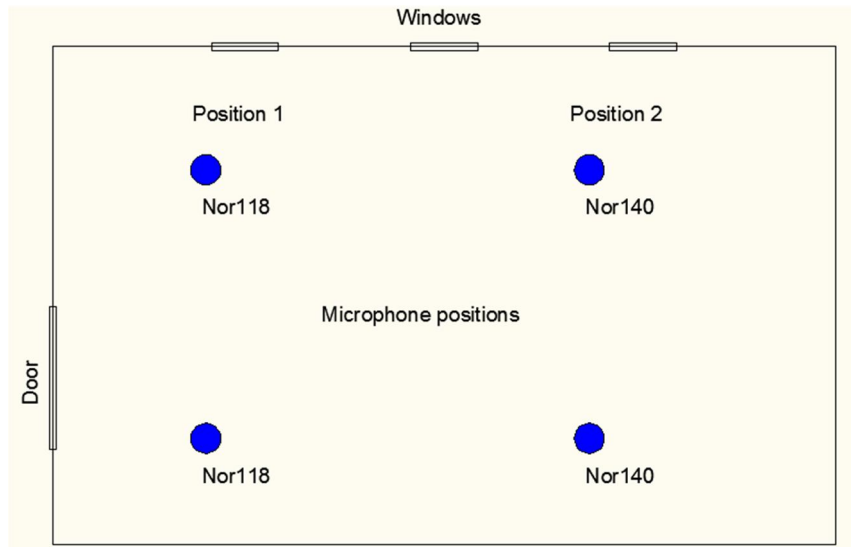 Windows
Position 1
Position 2
Nor118
Nor140
Microphone positions
Door
Nor118
Nor140